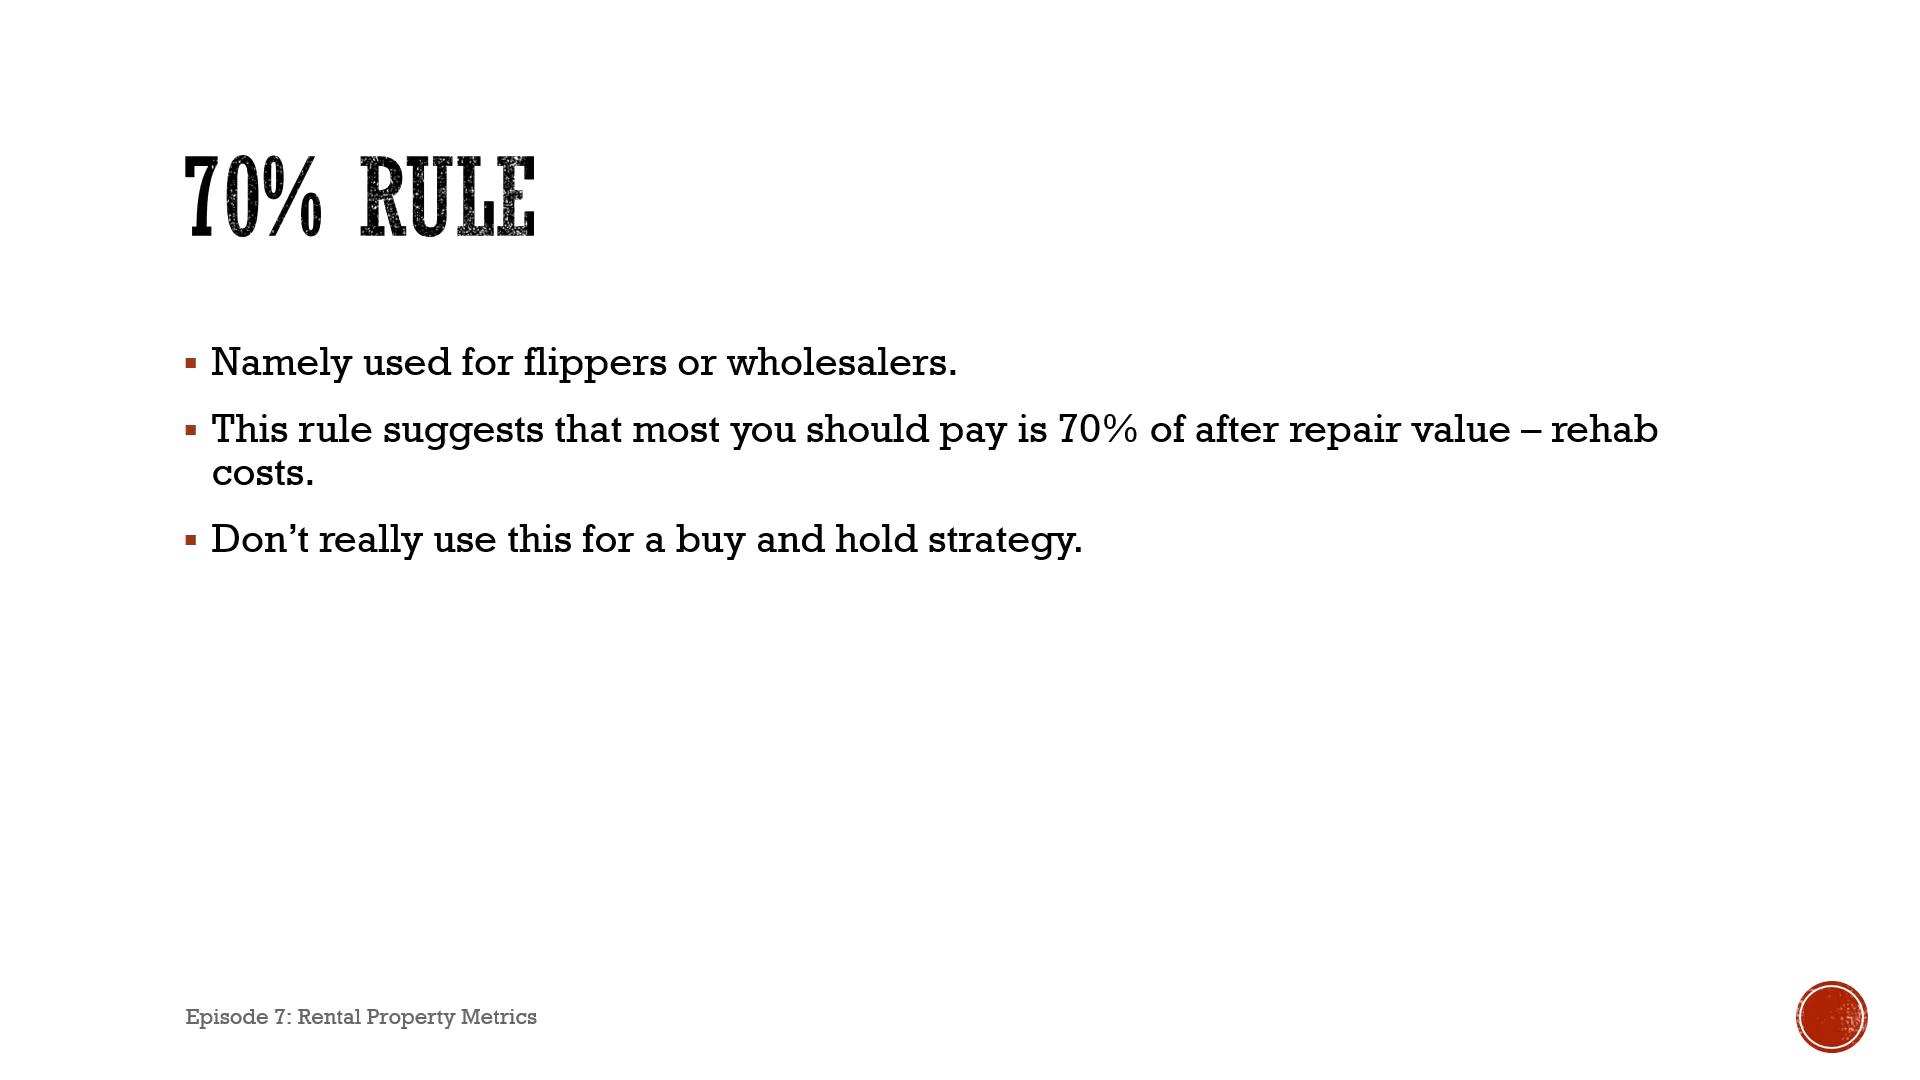 70% RULE
▪ Namely used for flippers or wholesalers.
▪ This rule suggests that most you should pay is 70% of after repair value – rehab
costs.
▪ Don’t really use this for a buy and hold strategy.
Episode 7: Rental Property Metrics